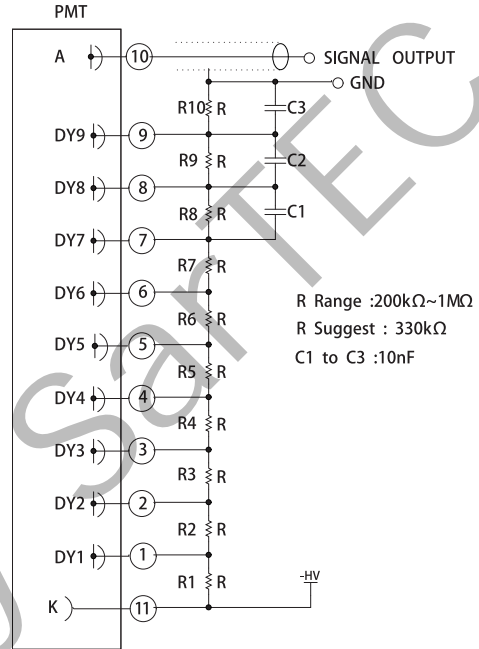 PMT
A 10 SIGNAL OUTPUT
GND
R10 R C3
DY9 9
R9 R C2
DY8 8
R8 R C1
DY7 7
R7 R
DY6 6
R Range :200kΩ~1MΩ
R6 R
R Suggest : 330kΩ
DY5 5
C1 to C3 :10nF
R5 R
DY4 4
R4 R
DY3 3
R3 R
DY2 2
R2 R
DY1 1
R1 R -HV
K 11
SarTEC